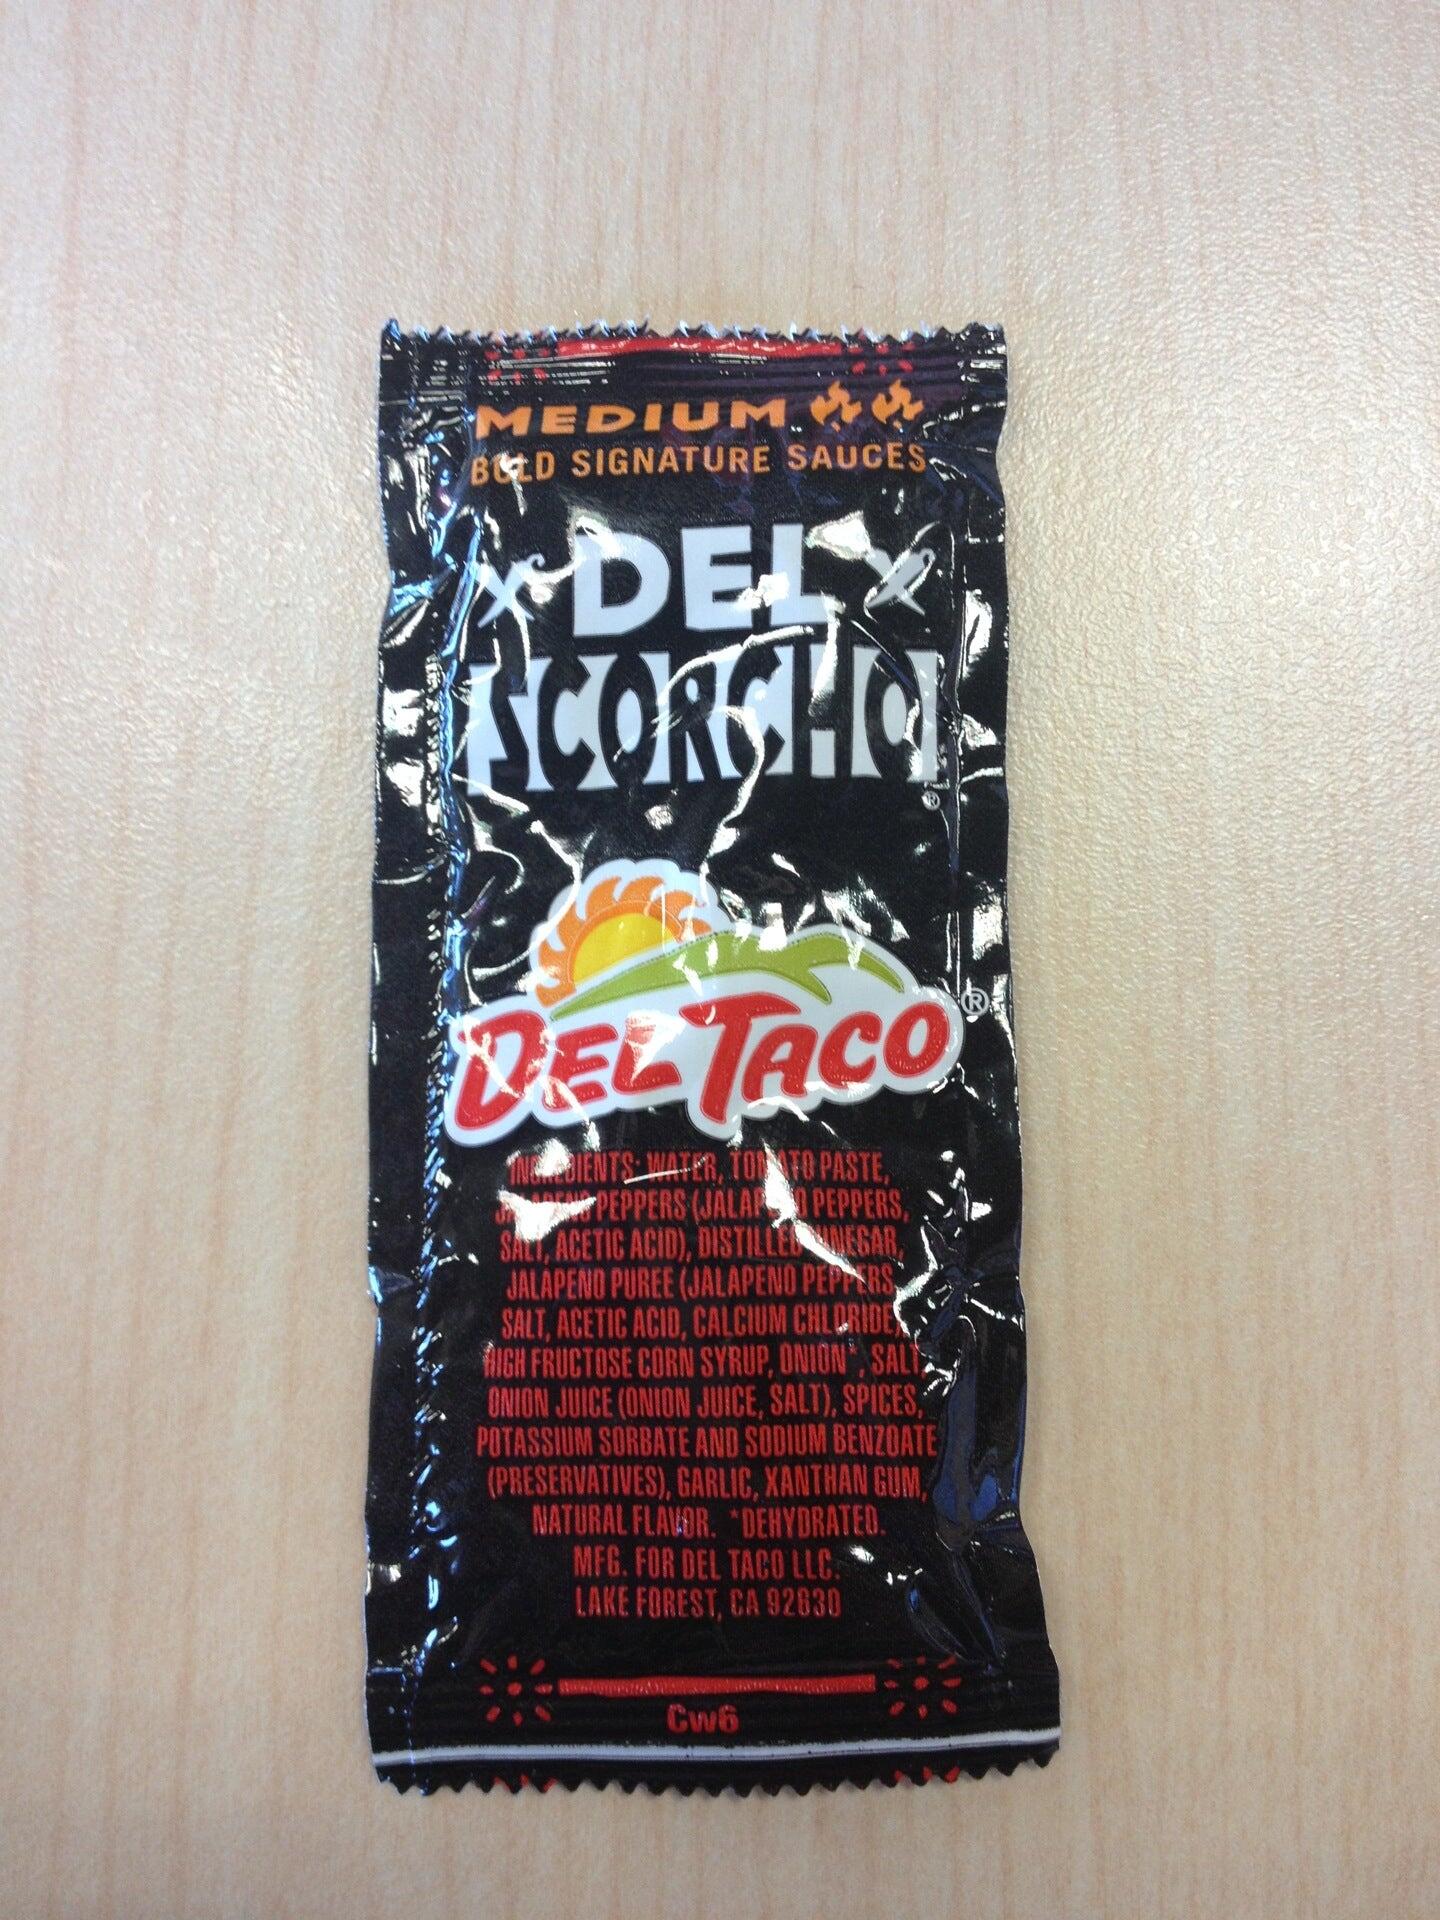 MEDIUM
BOLD SIGNATURE SAUCES
DEL
SCORCHO
®
DEL TACO®
INGREDIENTS: WATER, TOMATO PASTE,
JALAPENO PEPPERS (JALAPENO PEPPERS,
SALT, ACETIC ACID), DISTILLED VINEGAR,
JALAPENO PUREE (JALAPENO PEPPERS,
SALT, ACETIC ACID, CALCIUM CHLORIDE),
HIGH FRUCTOSE CORN SYRUP, ONION*, SALT,
ONION JUICE (ONION JUICE, SALT), SPICES,
POTASSIUM SORBATE AND SODIUM BENZOATE
(PRESERVATIVES), GARLIC, XANTHAN GUM,
NATURAL FLAVOR. *DEHYDRATED.
MFG. FOR DEL TACO LLC.
LAKE FOREST, CA 92630
Cw6